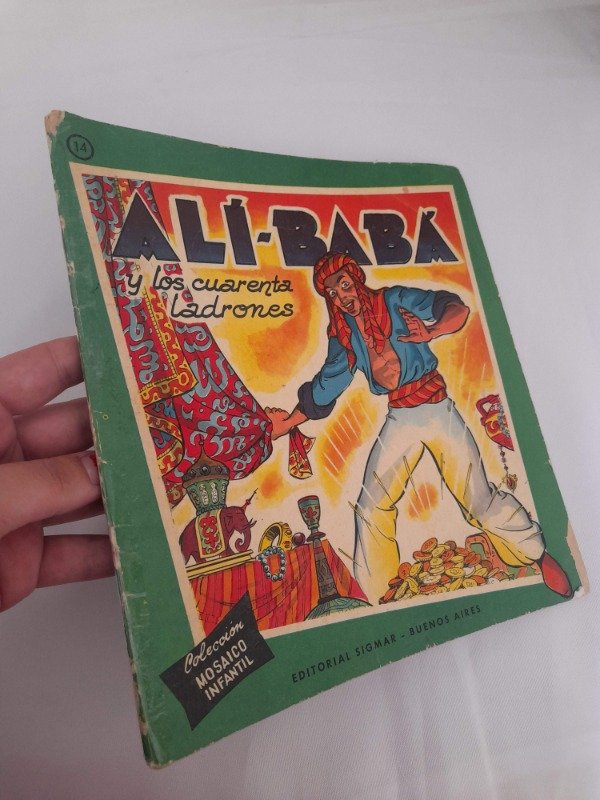 14
ALÍ-BABÁ
y los cuarenta
ladrones
Colección
MOSAICO
INFANTIL
EDITORIAL SIGMAR - BUENOS AIRES